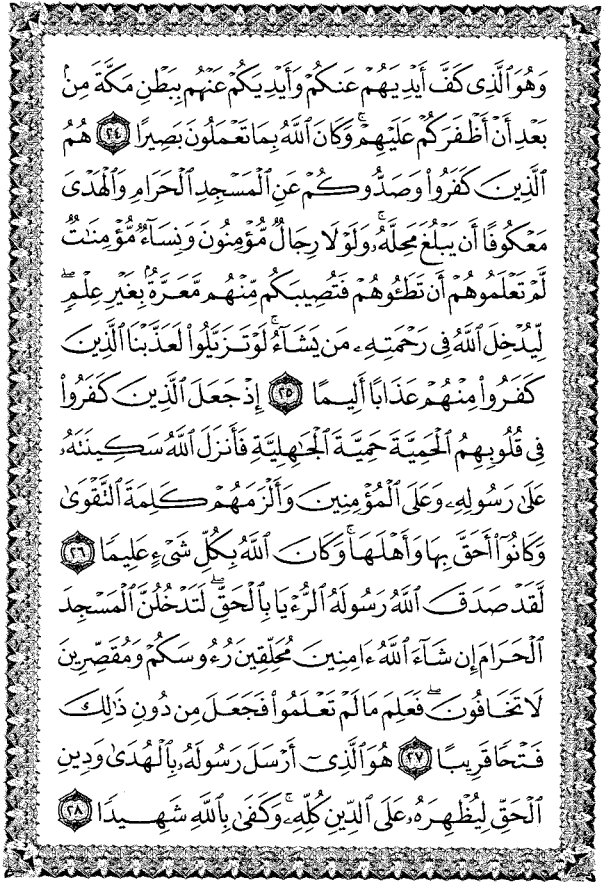 وَهُوَ ٱلَّذِى كَفَّ أَيْدِيَهُمْ عَنكُمْ وَأَيْدِيَكُمْ عَنْهُم بِبَطْنِ مَكَّةَ مِنۢ
بَعْدِ أَنْ أَظْفَرَكُمْ عَلَيْهِمْ ۚ وَكَانَ ٱللَّهُ بِمَا تَعْمَلُونَ بَصِيرًا ٢٤ هُمُ
ٱلَّذِينَ كَفَرُوا۟ وَصَدُّوكُمْ عَنِ ٱلْمَسْجِدِ ٱلْحَرَامِ وَٱلْهَدْىَ
مَعْكُوفًا أَن يَبْلُغَ مَحِلَّهُۥ ۚ وَلَوْلَا رِجَالٌ مُّؤْمِنُونَ وَنِسَآءٌ مُّؤْمِنَـٰتٌ
لَّمْ تَعْلَمُوهُمْ أَن تَطَـُٔوهُمْ فَتُصِيبَكُم مِّنْهُم مَّعَرَّةٌۢ بِغَيْرِ عِلْمٍ ۖ
لِّيُدْخِلَ ٱللَّهُ فِى رَحْمَتِهِۦ مَن يَشَآءُ ۚ لَوْ تَزَيَّلُوا۟ لَعَذَّبْنَا ٱلَّذِينَ
كَفَرُوا۟ مِنْهُمْ عَذَابًا أَلِيمًا ٢٥ إِذْ جَعَلَ ٱلَّذِينَ كَفَرُوا۟
فِى قُلُوبِهِمُ ٱلْحَمِيَّةَ حَمِيَّةَ ٱلْجَـٰهِلِيَّةِ فَأَنزَلَ ٱللَّهُ سَكِينَتَهُۥ
عَلَىٰ رَسُولِهِۦ وَعَلَى ٱلْمُؤْمِنِينَ وَأَلْزَمَهُمْ كَلِمَةَ ٱلتَّقْوَىٰ
وَكَانُوٓا۟ أَحَقَّ بِهَا وَأَهْلَهَا ۚ وَكَانَ ٱللَّهُ بِكُلِّ شَىْءٍ عَلِيمًا ٢٦
لَّقَدْ صَدَقَ ٱللَّهُ رَسُولَهُ ٱلرُّءْيَا بِٱلْحَقِّ ۖ لَتَدْخُلُنَّ ٱلْمَسْجِدَ
ٱلْحَرَامَ إِن شَآءَ ٱللَّهُ ءَامِنِينَ مُحَلِّقِينَ رُءُوسَكُمْ وَمُقَصِّرِينَ
لَا تَخَافُونَ ۖ فَعَلِمَ مَا لَمْ تَعْلَمُوا۟ فَجَعَلَ مِن دُونِ ذَٰلِكَ
فَتْحًا قَرِيبًا ٢٧ هُوَ ٱلَّذِىٓ أَرْسَلَ رَسُولَهُۥ بِٱلْهُدَىٰ وَدِينِ
ٱلْحَقِّ لِيُظْهِرَهُۥ عَلَى ٱلدِّينِ كُلِّهِۦ ۚ وَكَفَىٰ بِٱللَّهِ شَهِيدًا ٢٨